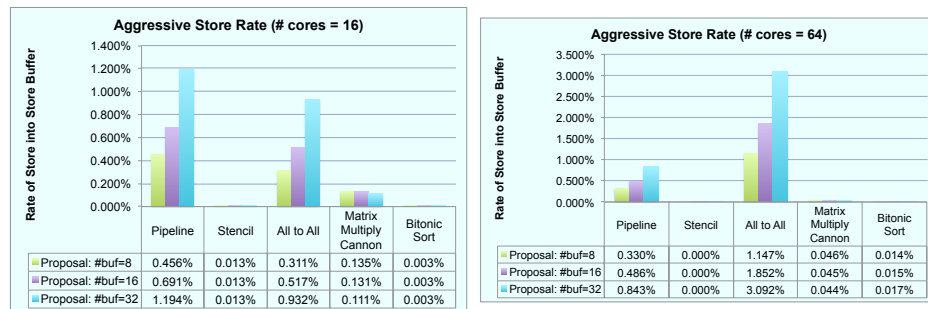 Aggressive Store Rate (# cores = 16)
Rate of Store into Store Buffer
1.400%
1.200%
1.000%
0.800%
0.600%
0.400%
0.200%
0.000%
Pipeline Stencil All to All Matrix Multiply Cannon Bitonic Sort
Proposal: #buf=8 0.456% 0.013% 0.311% 0.135% 0.003%
Proposal: #buf=16 0.691% 0.013% 0.517% 0.131% 0.003%
Proposal: #buf=32 1.194% 0.013% 0.932% 0.111% 0.003%
Aggressive Store Rate (# cores = 64)
Rate of Store into Store Buffer
3.500%
3.000%
2.500%
2.000%
1.500%
1.000%
0.500%
0.000%
Pipeline Stencil All to All Matrix Multiply Cannon Bitonic Sort
Proposal: #buf=8 0.330% 0.000% 1.147% 0.046% 0.014%
Proposal: #buf=16 0.486% 0.000% 1.852% 0.045% 0.015%
Proposal: #buf=32 0.843% 0.000% 3.092% 0.044% 0.017%